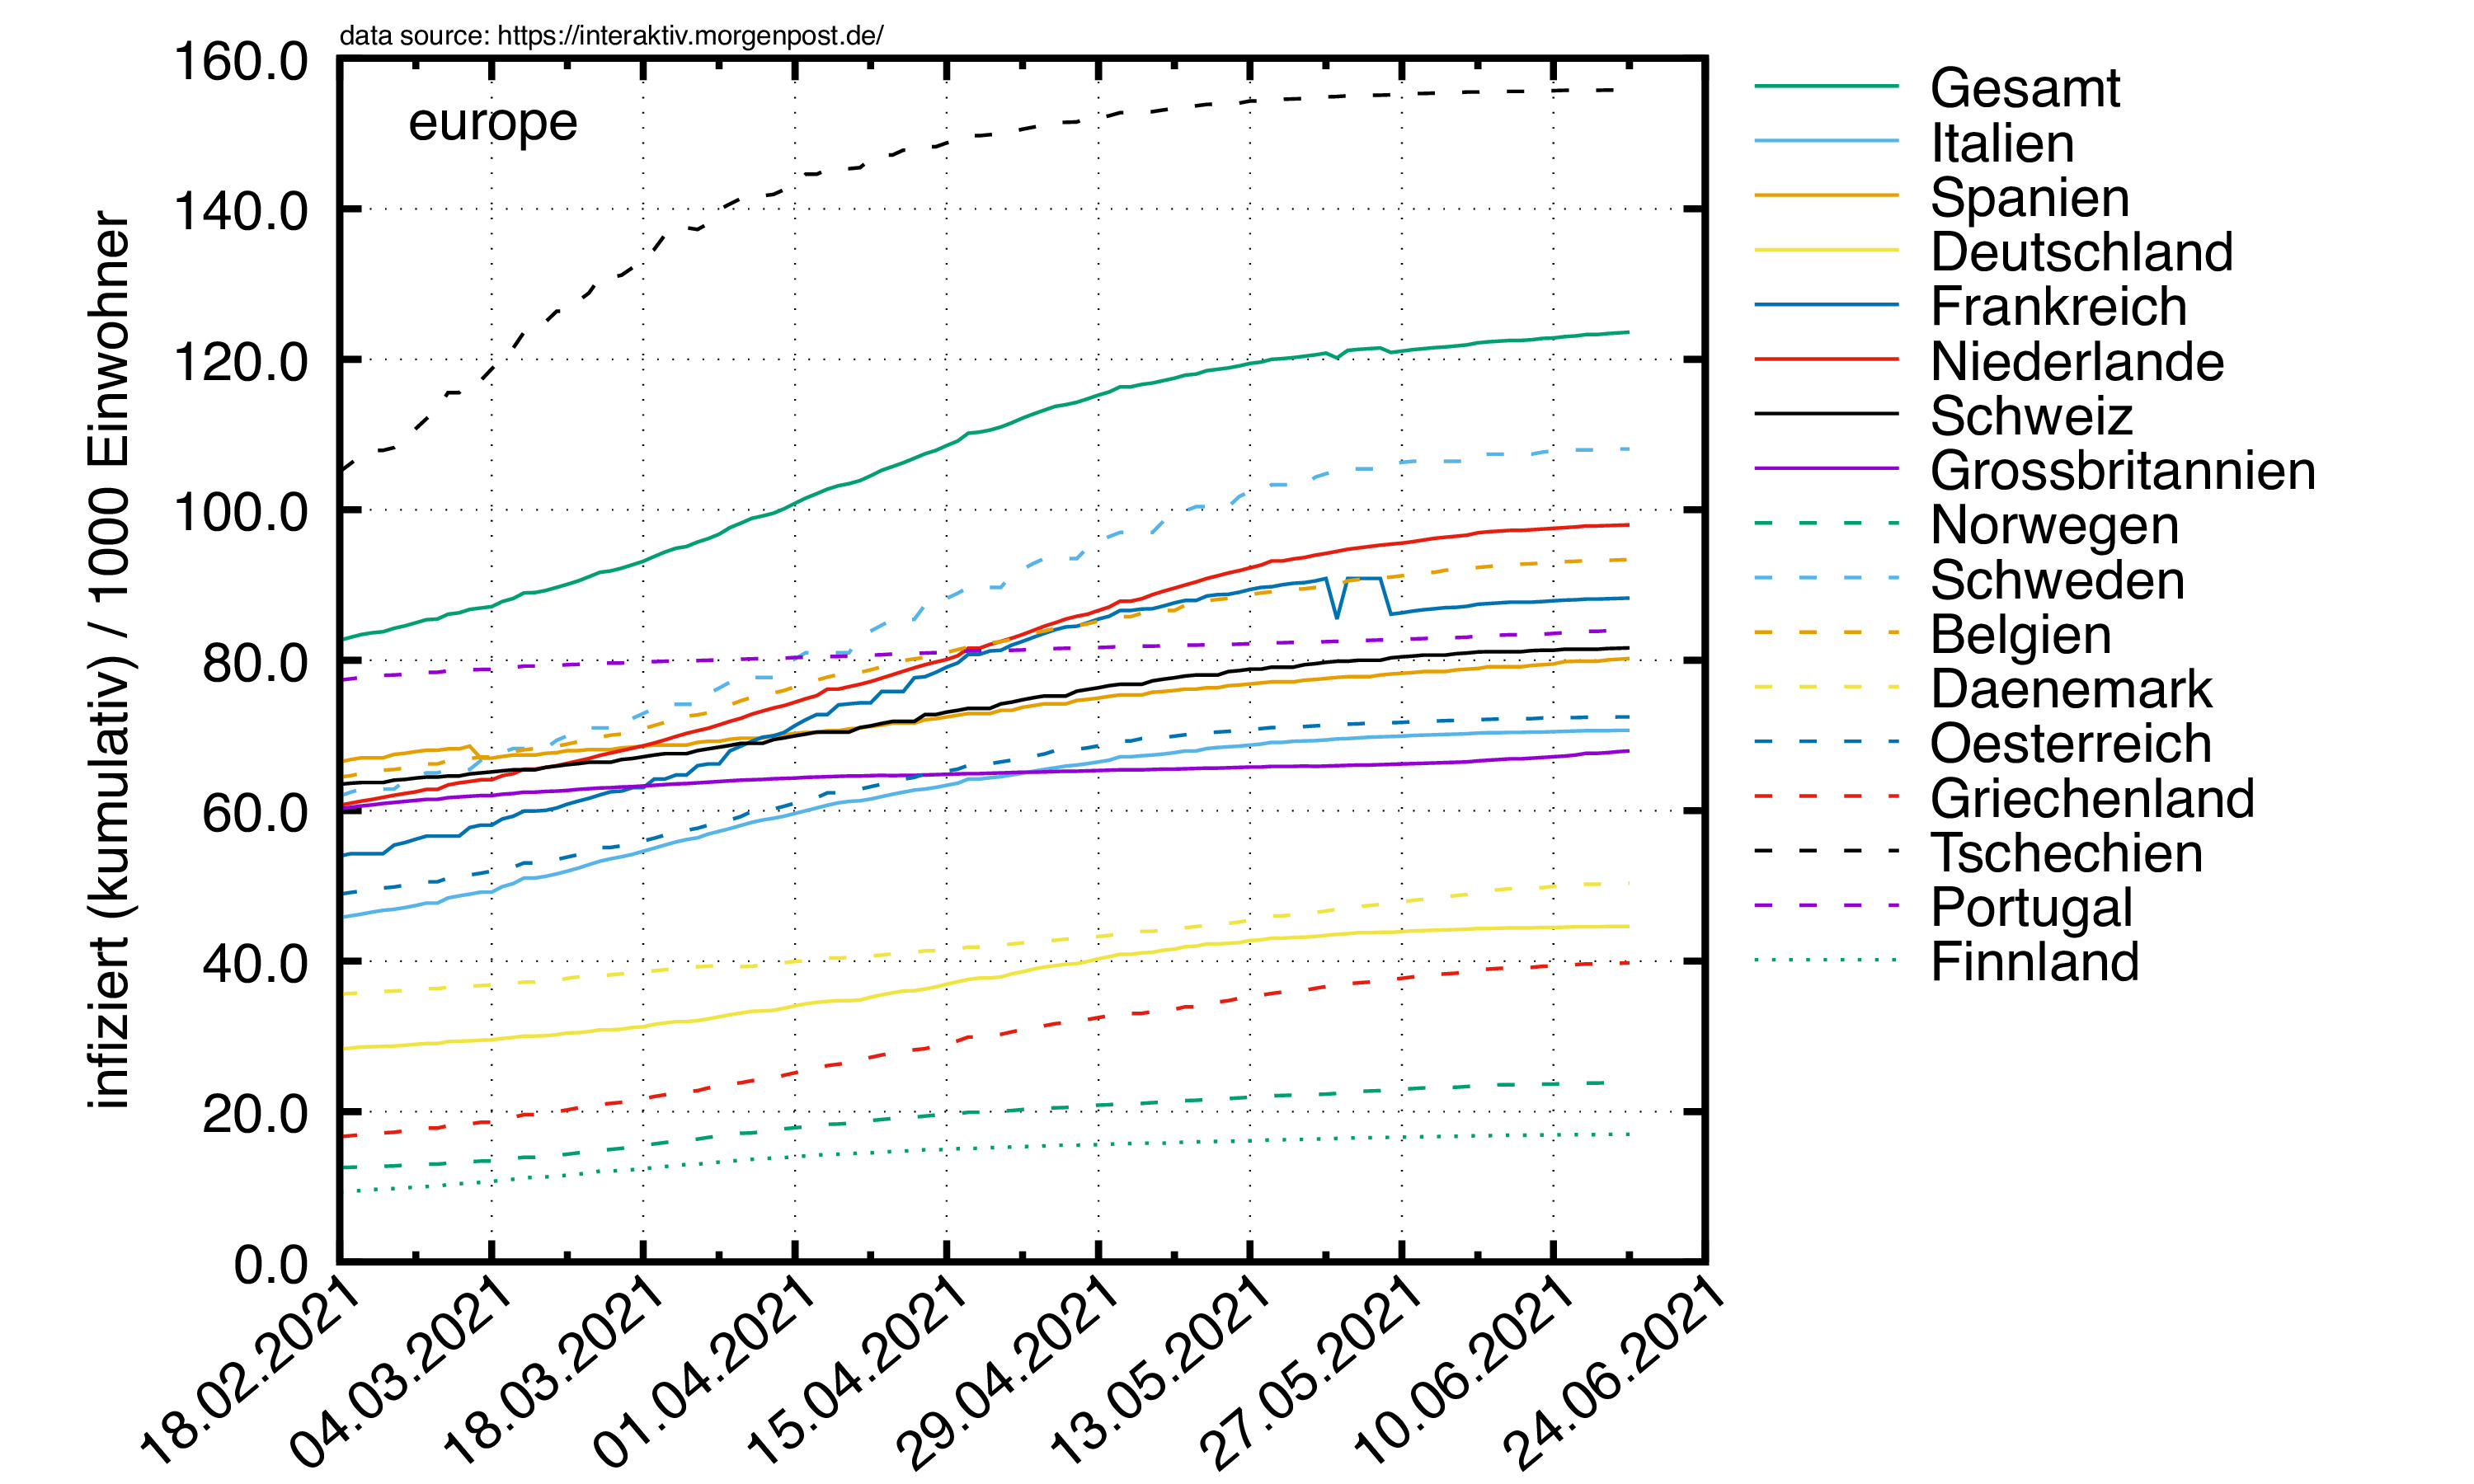 data source: https://interaktiv.morgenpost.de/
europe
infiziert (kumulativ) / 1000 Einwohner
160.0
140.0
120.0
100.0
80.0
60.0
40.0
20.0
0.0
18.02.2021
04.03.2021
18.03.2021
01.04.2021
15.04.2021
29.04.2021
13.05.2021
27.05.2021
10.06.2021
24.06.2021
Gesamt
Italien
Spanien
Deutschland
Frankreich
Niederlande
Schweiz
Grossbritannien
Norwegen
Schweden
Belgien
Daenemark
Oesterreich
Griechenland
Tschechien
Portugal
Finnland